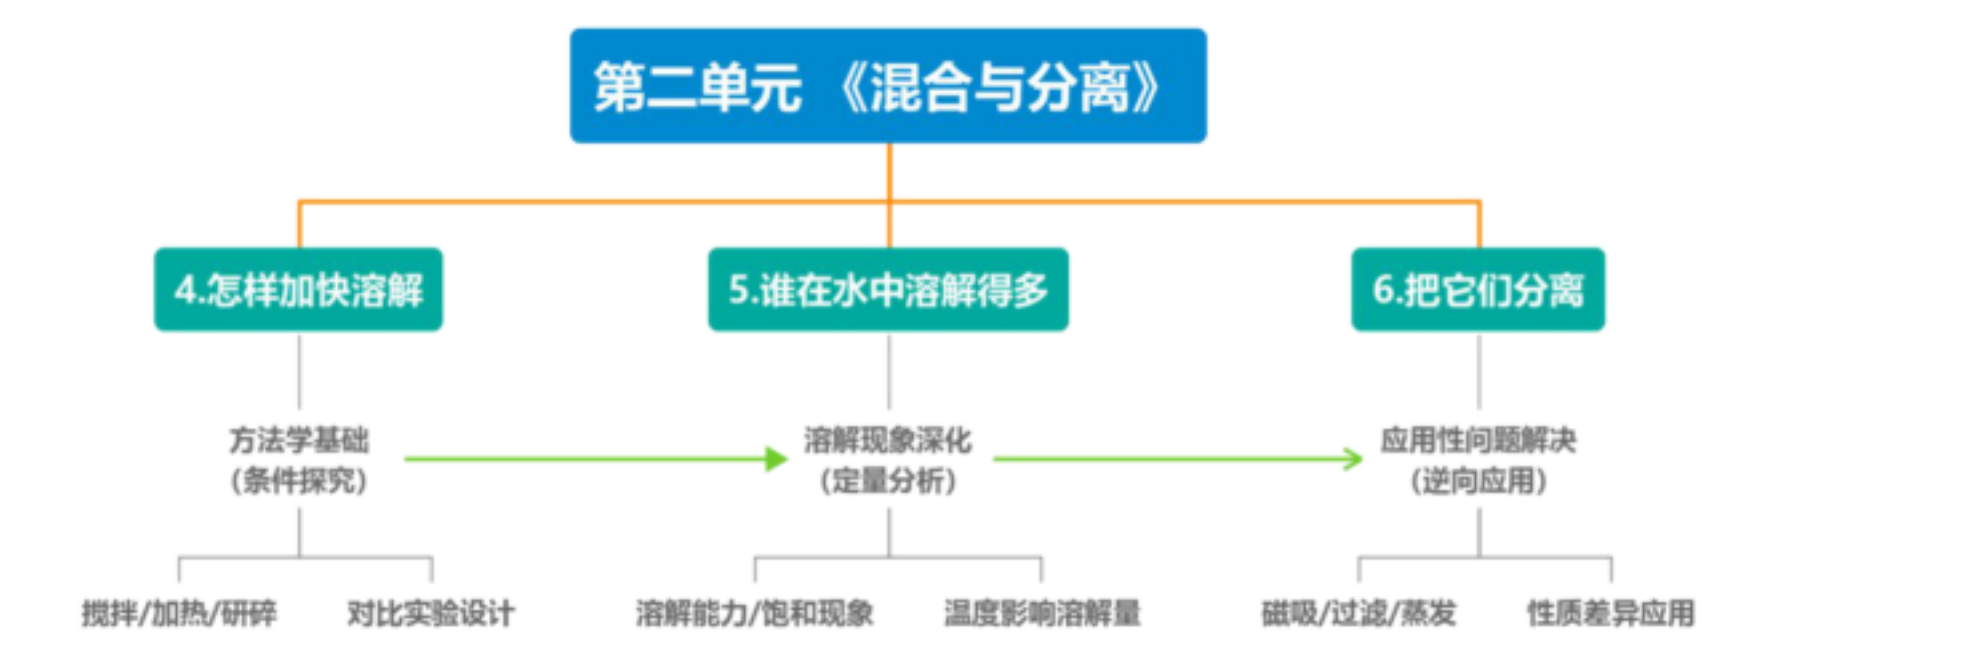 第二单元 《混合与分离》
4.怎样加快溶解
5.谁在水中溶解得多
6.把它们分离
方法学基础
(条件探究)
溶解现象深化
(定量分析)
应用性问题解决
(逆向应用)
搅拌/加热/研碎
对比实验设计
溶解能力/饱和现象
温度影响溶解量
磁吸/过滤/蒸发
性质差异应用